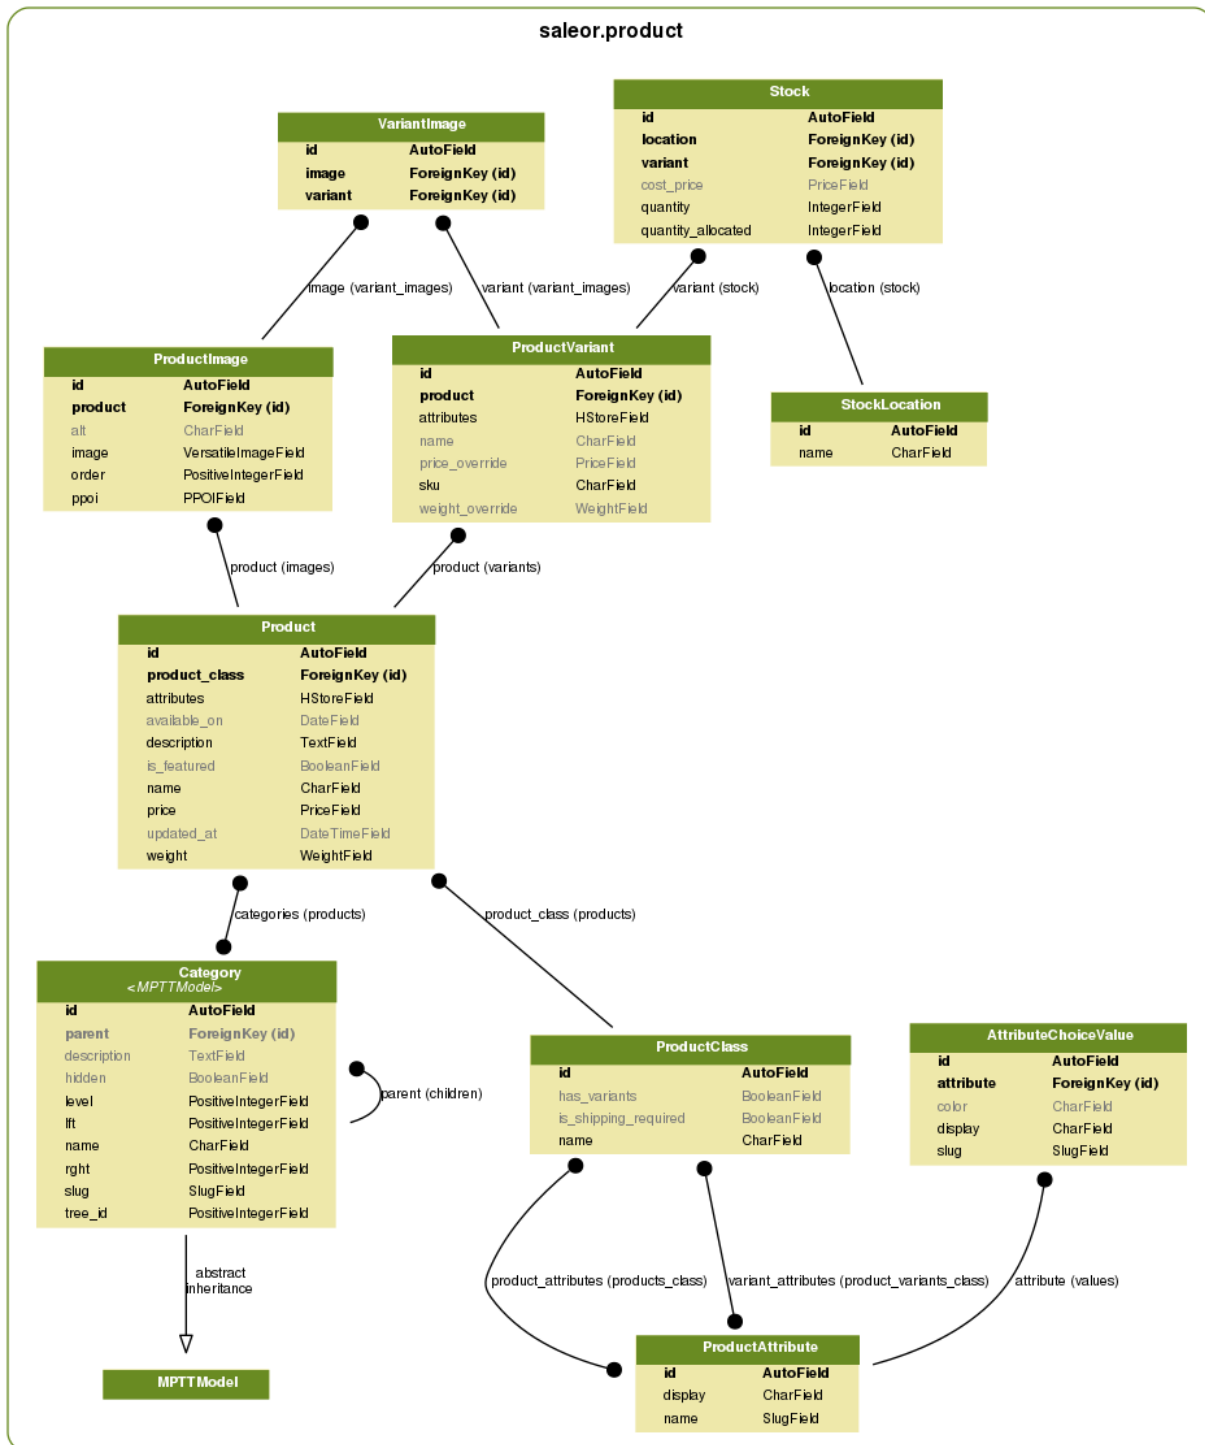 saleor.product
Stock
id AutoField
location ForeignKey (id)
variant ForeignKey (id)
cost_price PriceField
quantity IntegerField
quantity_allocated IntegerField
VariantImage
id AutoField
image ForeignKey (id)
variant ForeignKey (id)
image (variant_images)
variant (variant_images)
variant (stock)
location (stock)
ProductImage
id AutoField
product ForeignKey (id)
alt CharField
image VersatileImageField
order PositiveIntegerField
ppoi PPOIField
ProductVariant
id AutoField
product ForeignKey (id)
attributes HStoreField
name CharField
price_override PriceField
sku CharField
weight_override WeightField
StockLocation
id AutoField
name CharField
product (images)
product (variants)
Product
id AutoField
product_class ForeignKey (id)
attributes HStoreField
available_on DateField
description TextField
is_featured BooleanField
name CharField
price PriceField
updated_at DateTimeField
weight WeightField
categories (products)
product_class (products)
Category
<MPTTModel>
id AutoField
parent ForeignKey (id)
description TextField
hidden BooleanField
level PositiveIntegerField
lft PositiveIntegerField
name CharField
rght PositiveIntegerField
slug SlugField
tree_id PositiveIntegerField
parent (children)
ProductClass
id AutoField
has_variants BooleanField
is_shipping_required BooleanField
name CharField
AttributeChoiceValue
id AutoField
attribute ForeignKey (id)
color CharField
display CharField
slug SlugField
abstract
inheritance
product_attributes (products_class)
variant_attributes (product_variants_class)
attribute (values)
MPTTModel
ProductAttribute
id AutoField
display CharField
name SlugField